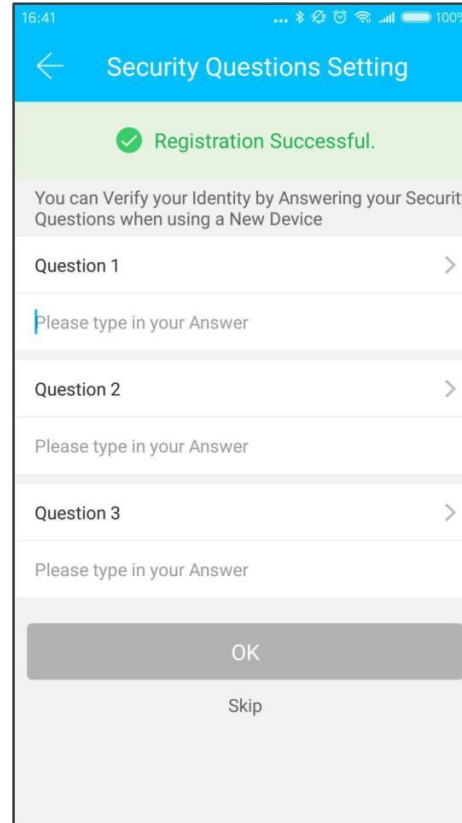 16:41
... 100%
Security Questions Setting
Registration Successful.
You can Verify your Identity by Answering your Securit
Questions when using a New Device
Question 1
Please type in your Answer
Question 2
Please type in your Answer
Question 3
Please type in your Answer
OK
Skip